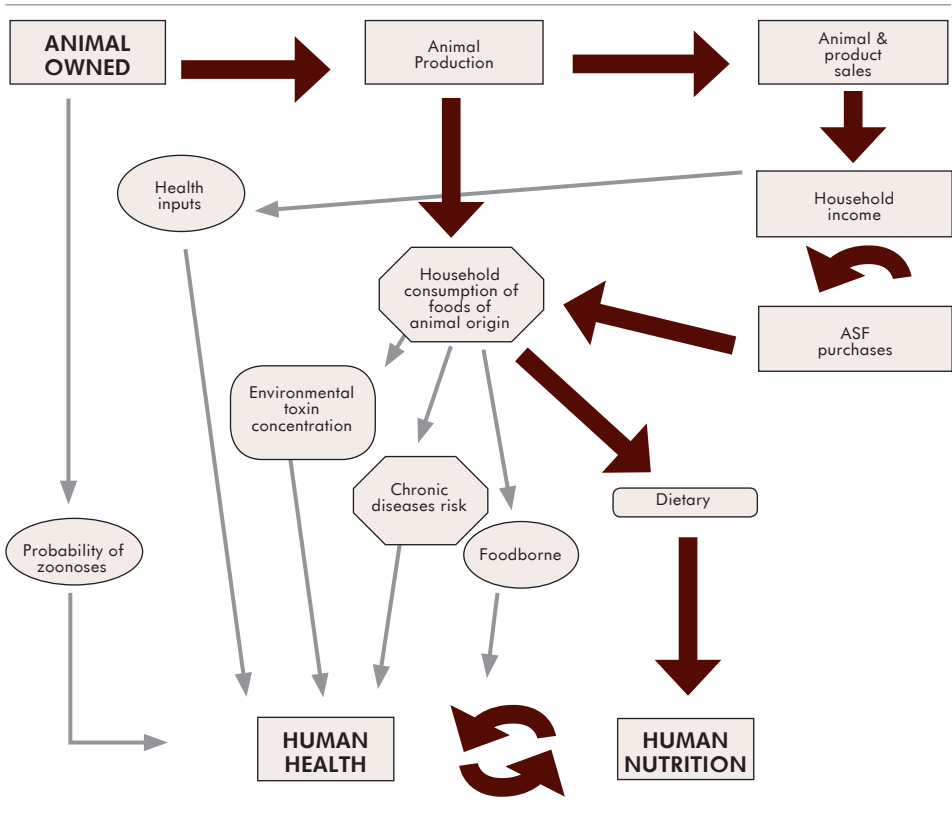 ANIMAL
OWNED
Animal
Production
Animal &
product
sales
Health
inputs
Household
income
Household
consumption of
foods of
animal origin
ASF
purchases
Environmental
toxin
concentration
Chronic
diseases risk
Dietary
Probability of
zoonoses
Foodborne
HUMAN
HEALTH
HUMAN
NUTRITION